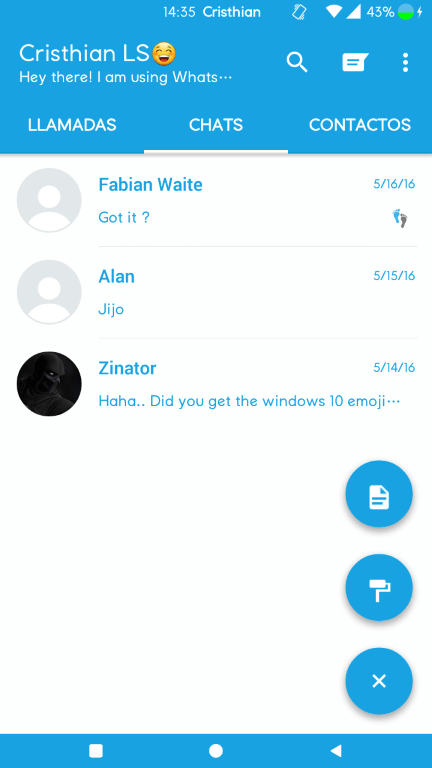 14:35 Cristhian 43%
Cristhian LS😁
Hey there! I am using Whats⋯
LLAMADAS CHATS CONTACTOS
Fabian Waite 5/16/16
Got it ? 👣
Alan 5/15/16
Jijo
Zinator 5/14/16
Haha.. Did you get the windows 10 emoji⋯